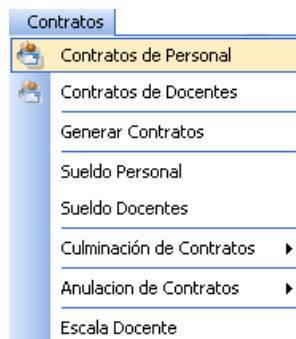 Contratos
Contratos de Personal
Contratos de Docentes
Generar Contratos
Sueldo Personal
Sueldo Docentes
Culminación de Contratos
Anulacion de Contratos
Escala Docente